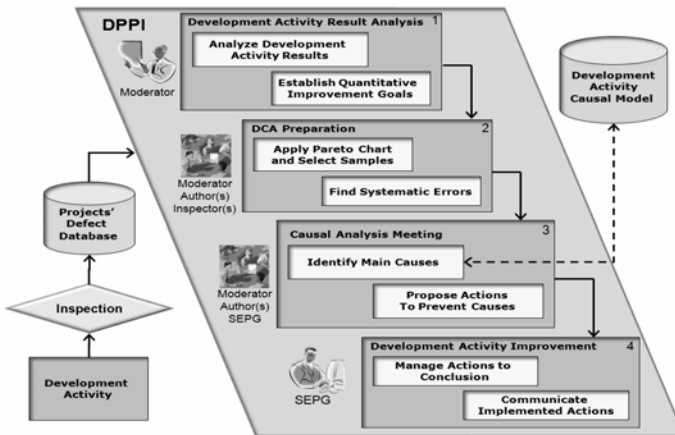 DPPI
Development Activity Result Analysis
1
Analyze Development
Activity Results
Establish Quantitative
Improvement Goals
Moderator
Development
Activity
Causal Model
DCA Preparation
2
Apply Pareto Chart
and Select Samples
Find Systematic Errors
Moderator
Author(s)
Inspector(s)
Projects'
Defect
Database
Causal Analysis Meeting
3
Identify Main Causes
Propose Actions
To Prevent Causes
Moderator
Author(s)
SEPG
Inspection
Development Activity Improvement
4
Manage Actions to
Conclusion
Communicate
Implemented Actions
SEPG
Development
Activity